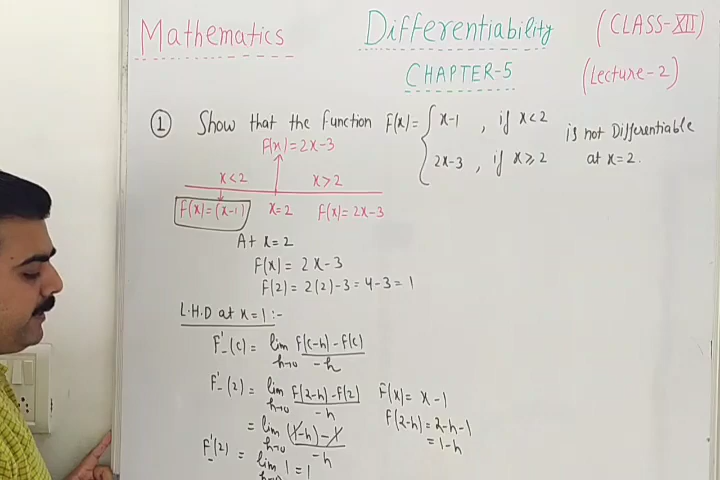 Mathematics Differentiability (CLASS-XII)
CHAPTER-5 (Lecture-2)
① Show that the function F(x) = { x-1 , if x<2
2x-3 , if x⩾2 is not Differentiable at x=2.
F(x)=2x-3
x<2 x>2
F(x)=(x-1) x=2 F(x)=2x-3
At x=2
F(x) = 2x-3
F(2) = 2(2)-3 = 4-3 = 1
L.H.D at x=1:-
F'_-(c) = lim h→0 F(c-h)-F(c) / -h
F'_-(2) = lim h→0 F(2-h)-F(2) / -h
= lim h→0 (1-h)-1 / -h
F'_-(2) = lim h→0 1 = 1
F(x) = x-1
F(2-h) = 2-h-1
= 1-h